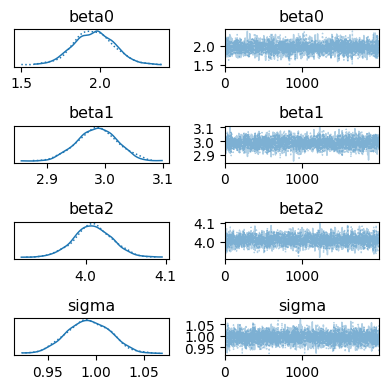 beta0 beta0
2.0
1.5
1.5 2.0 0 1000
beta1 beta1
3.1
3.0
2.9
2.9 3.0 3.1 0 1000
beta2 beta2
4.1
4.0
4.0 4.1 0 1000
sigma sigma
1.05
1.00
0.95
0.95 1.00 1.05 0 1000